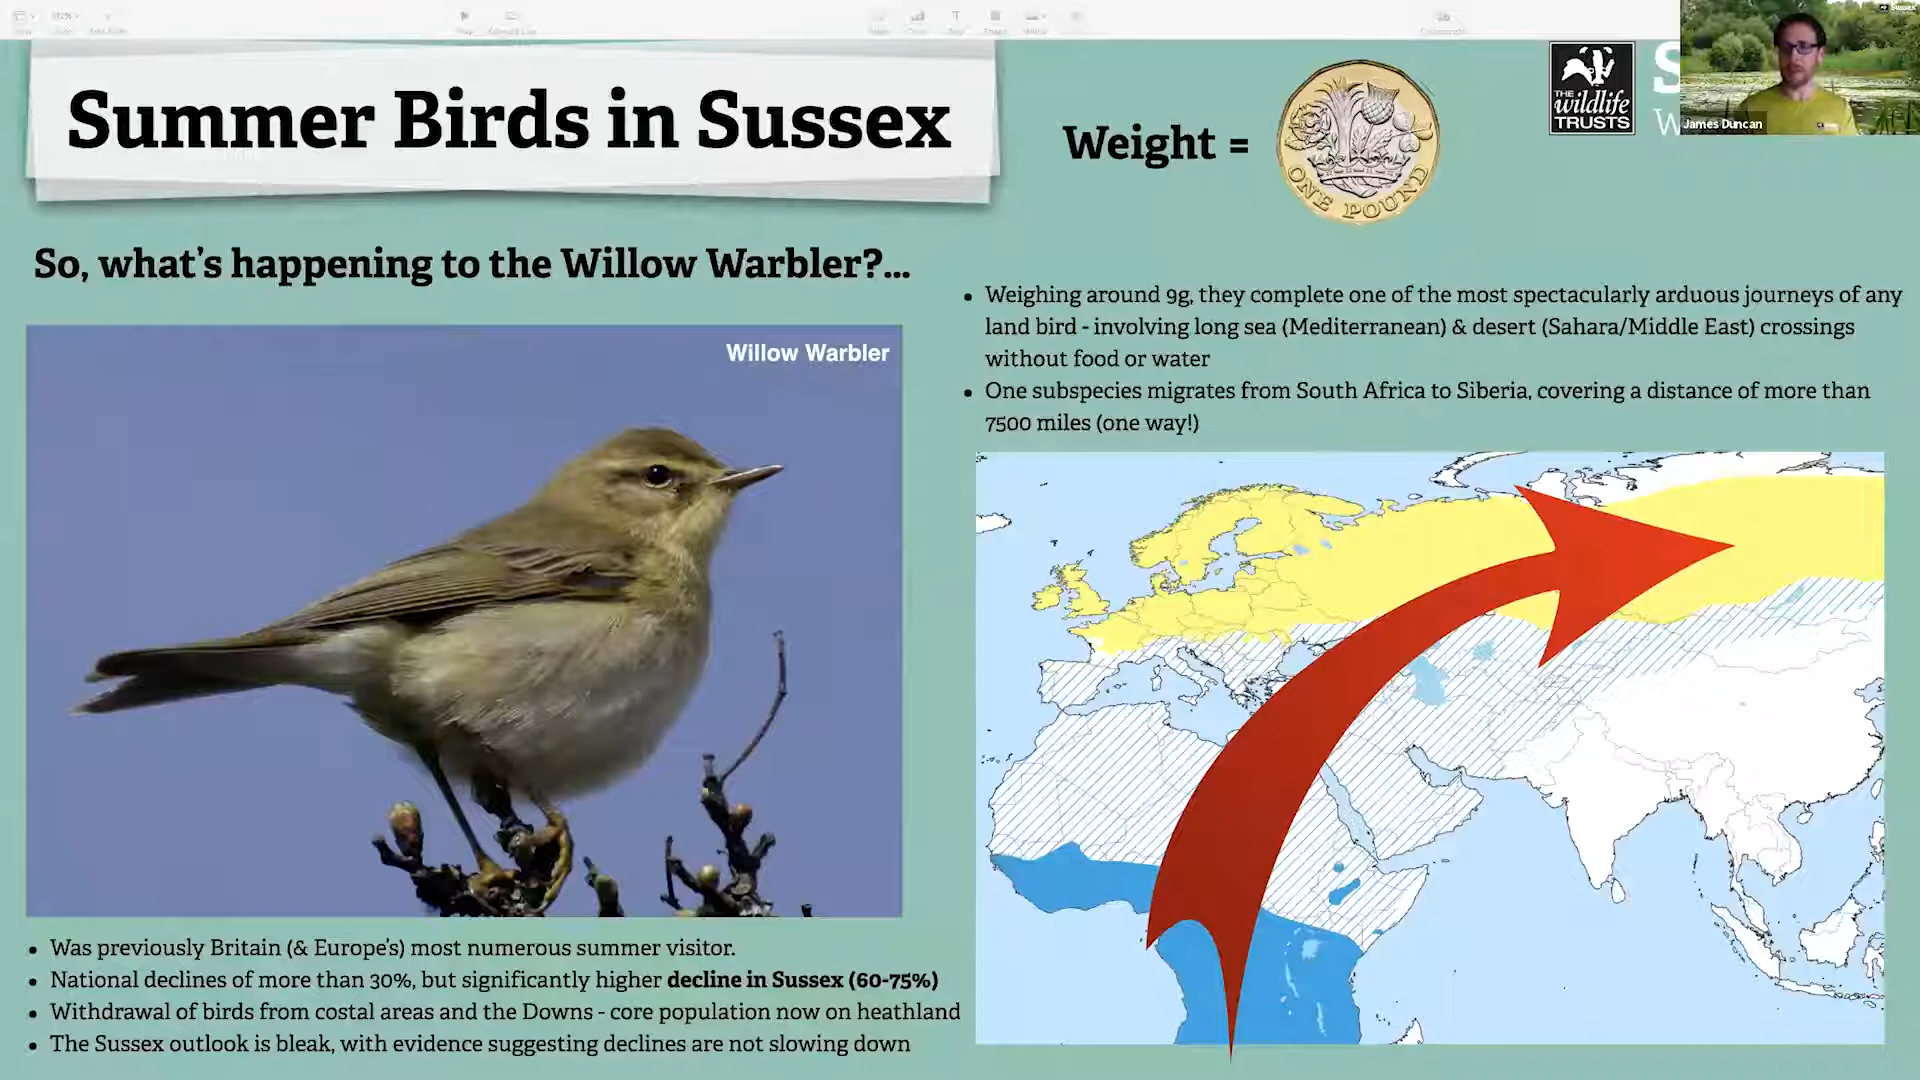 Summer Birds in Sussex
Weight =
ONE POUND
THE
wildlife
TRUSTS
S
W
James Duncan
So, what's happening to the Willow Warbler?...
Willow Warbler
• Weighing around 9g, they complete one of the most spectacularly arduous journeys of any
land bird - involving long sea (Mediterranean) & desert (Sahara/Middle East) crossings
without food or water
• One subspecies migrates from South Africa to Siberia, covering a distance of more than
7500 miles (one way!)
• Was previously Britain (& Europe's) most numerous summer visitor.
• National declines of more than 30%, but significantly higher decline in Sussex (60-75%)
• Withdrawal of birds from costal areas and the Downs - core population now on heathland
• The Sussex outlook is bleak, with evidence suggesting declines are not slowing down